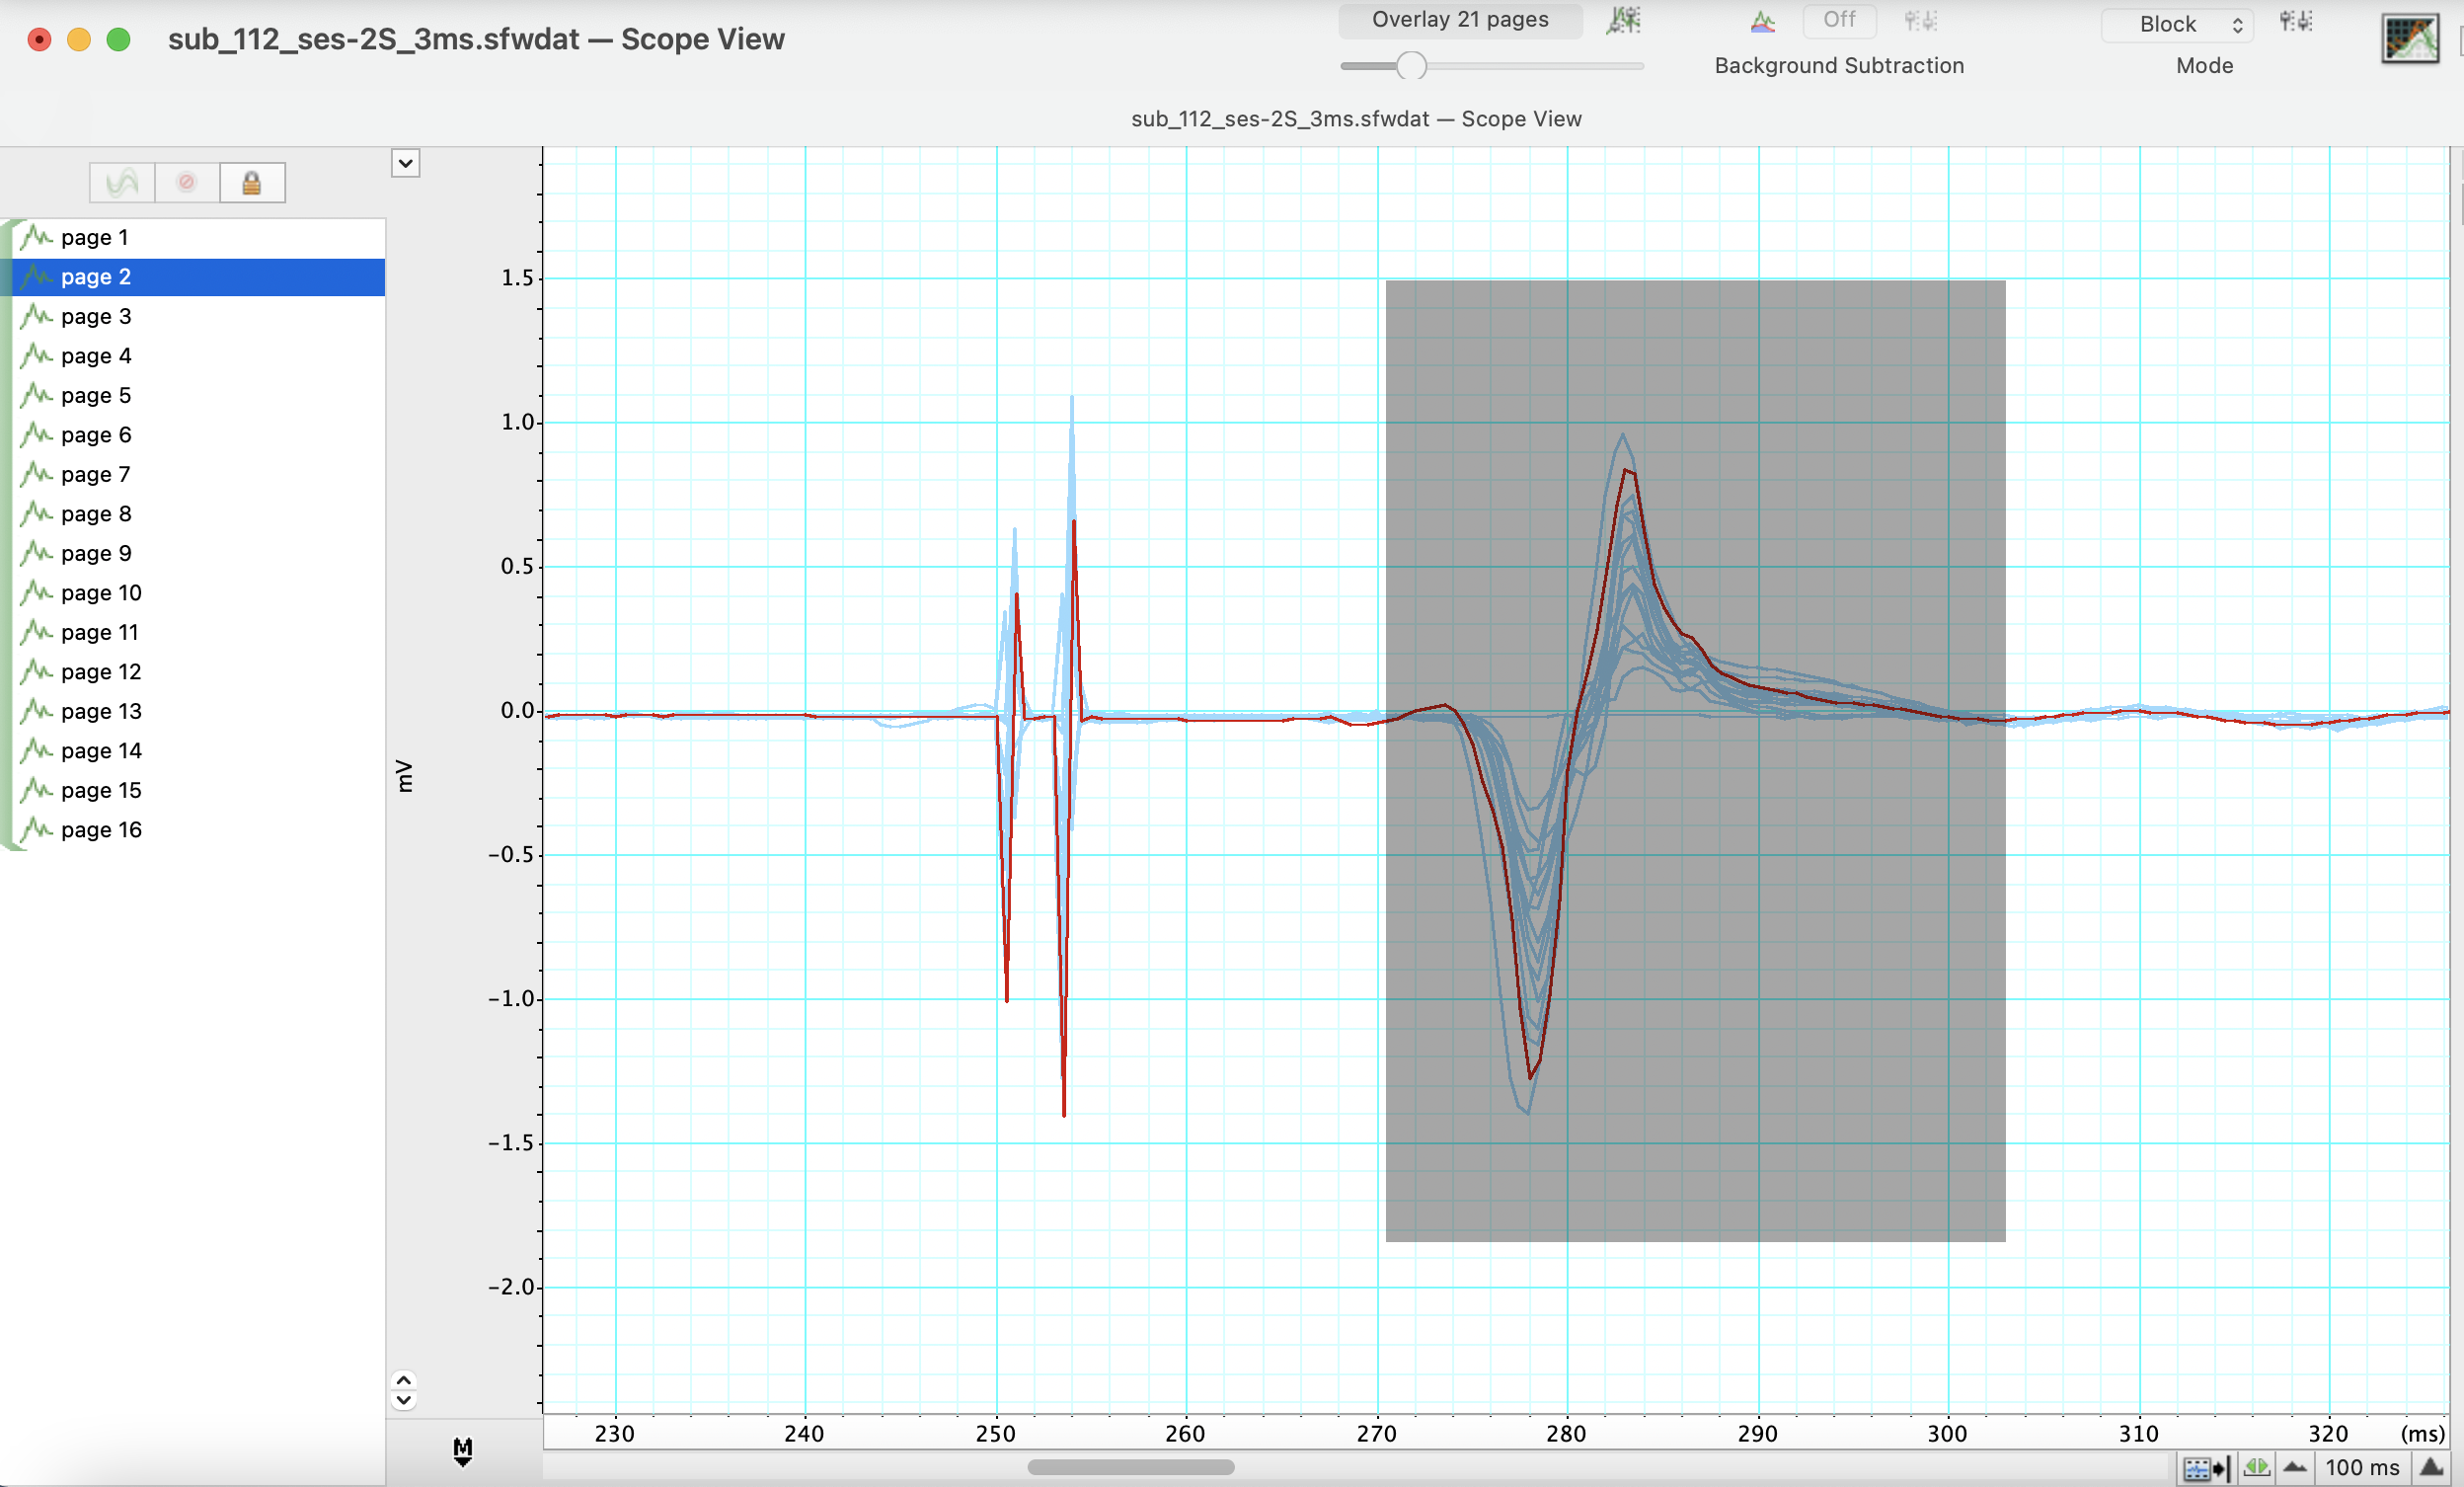 sub_112_ses-2S_3ms.sfwdat — Scope View
Overlay 21 pages
Off
Background Subtraction
Block
Mode
sub_112_ses-2S_3ms.sfwdat — Scope View
page 1
page 2
page 3
page 4
page 5
page 6
page 7
page 8
page 9
page 10
page 11
page 12
page 13
page 14
page 15
page 16
mV
1.5
1.0
0.5
0.0
−0.5
−1.0
−1.5
−2.0
230 240 250 260 270 280 290 300 310 320 (ms)
M
100 ms